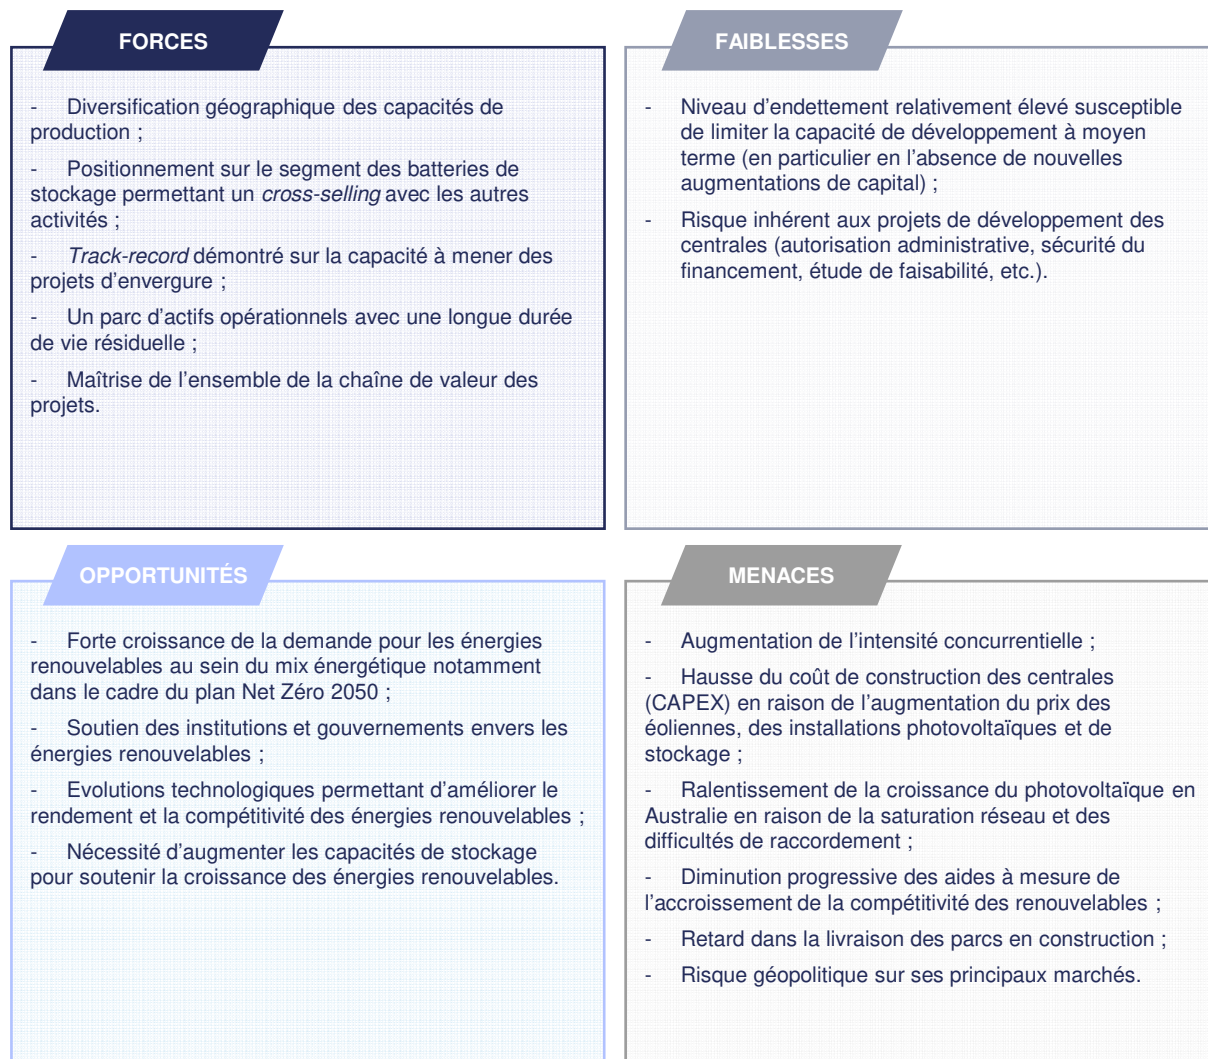 FORCES
- Diversification géographique des capacités de
production ;
- Positionnement sur le segment des batteries de
stockage permettant un cross-selling avec les autres
activités ;
- Track-record démontré sur la capacité à mener des
projets d’envergure ;
- Un parc d’actifs opérationnels avec une longue durée
de vie résiduelle ;
- Maîtrise de l’ensemble de la chaîne de valeur des
projets.
FAIBLESSES
- Niveau d’endettement relativement élevé susceptible
de limiter la capacité de développement à moyen
terme (en particulier en l’absence de nouvelles
augmentations de capital) ;
- Risque inhérent aux projets de développement des
centrales (autorisation administrative, sécurité du
financement, étude de faisabilité, etc.).
OPPORTUNITÉS
- Forte croissance de la demande pour les énergies
renouvelables au sein du mix énergétique notamment
dans le cadre du plan Net Zéro 2050 ;
- Soutien des institutions et gouvernements envers les
énergies renouvelables ;
- Evolutions technologiques permettant d’améliorer le
rendement et la compétitivité des énergies renouvelables ;
- Nécessité d’augmenter les capacités de stockage
pour soutenir la croissance des énergies renouvelables.
MENACES
- Augmentation de l’intensité concurrentielle ;
- Hausse du coût de construction des centrales
(CAPEX) en raison de l’augmentation du prix des
éoliennes, des installations photovoltaïques et de
stockage ;
- Ralentissement de la croissance du photovoltaïque en
Australie en raison de la saturation réseau et des
difficultés de raccordement ;
- Diminution progressive des aides à mesure de
l’accroissement de la compétitivité des renouvelables ;
- Retard dans la livraison des parcs en construction ;
- Risque géopolitique sur ses principaux marchés.